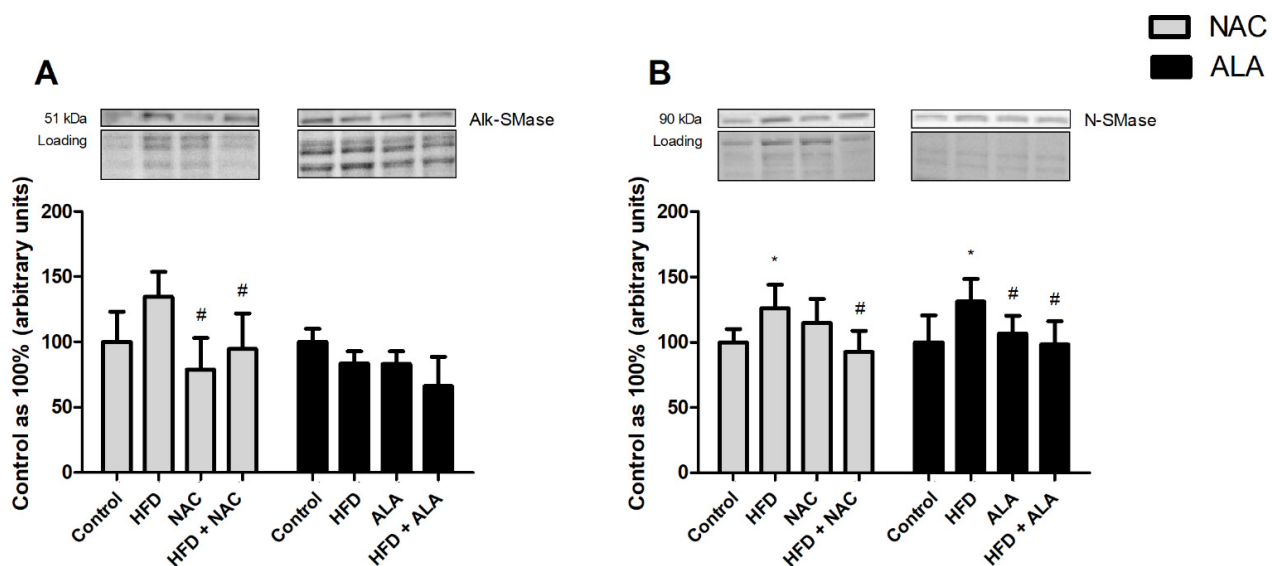 NAC
ALA
A
51 kDa
Alk-SMase
Loading
Control as 100% (arbitrary units)
200
150
100
50
0
#
#
Control
HFD
NAC
HFD + NAC
Control
HFD
ALA
HFD + ALA
B
90 kDa
N-SMase
Loading
Control as 100% (arbitrary units)
200
150
100
50
0
*
#
*
#
#
Control
HFD
NAC
HFD + NAC
Control
HFD
ALA
HFD + ALA